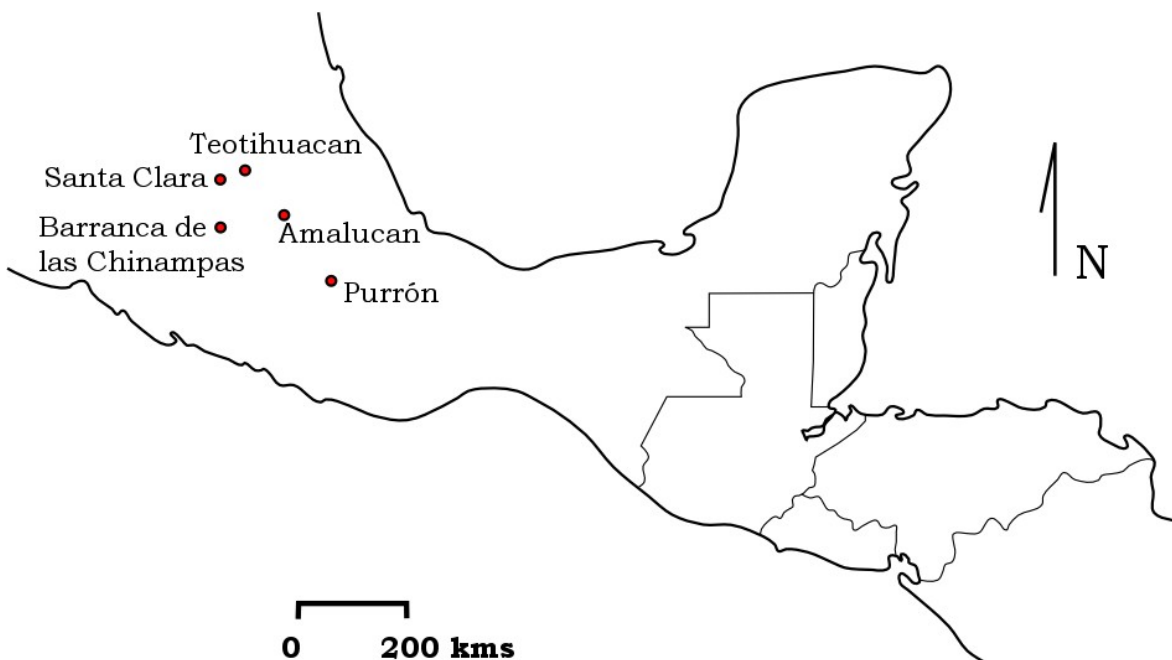 Teotihuacan
Santa Clara
Barranca de
las Chinampas
Amalucan
Purrón
N
0 200 kms